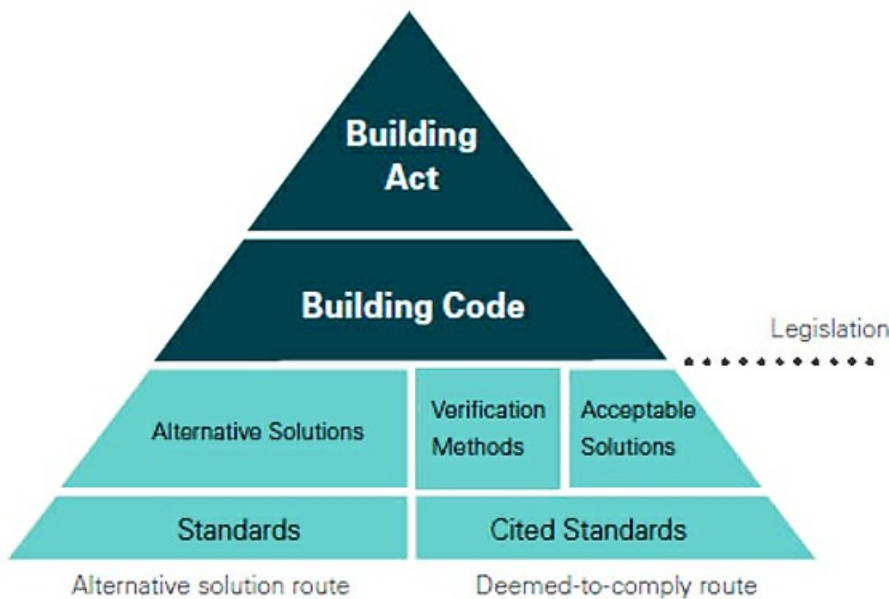 Building
Act
Building Code
Legislation
Alternative Solutions
Verification
Methods
Acceptable
Solutions
Standards
Cited Standards
Alternative solution route
Deemed-to-comply route